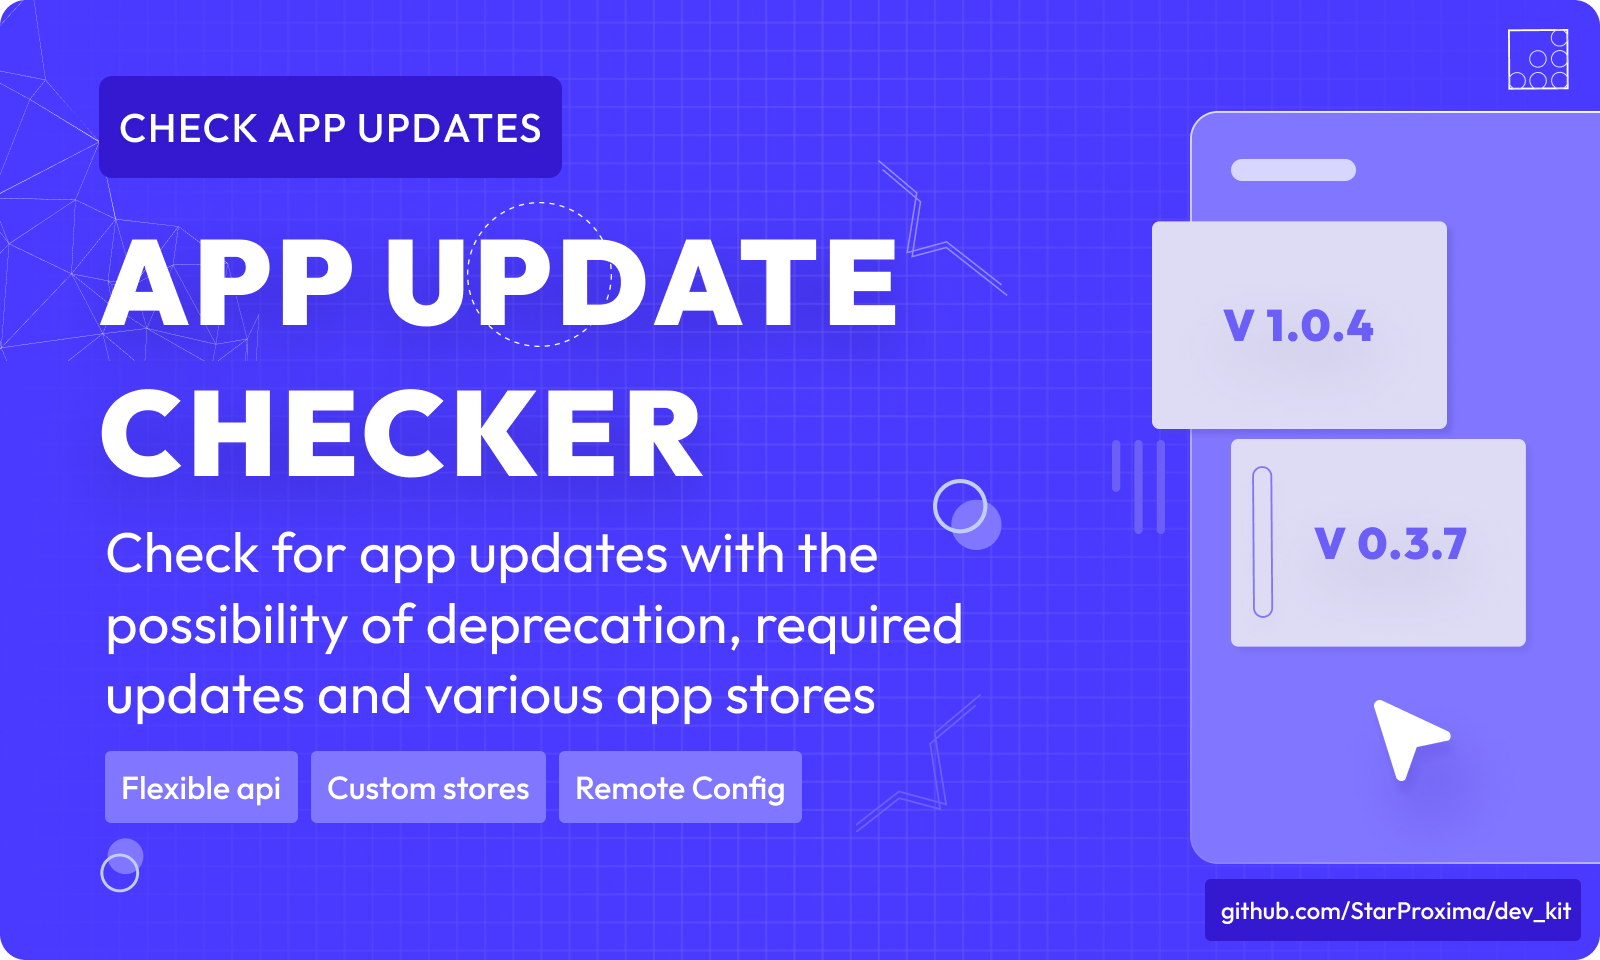 CHECK APP UPDATES
APP UPDATE
CHECKER
Check for app updates with the
possibility of deprecation, required
updates and various app stores
Flexible api
Custom stores
Remote Config
V 1.0.4
V 0.3.7
github.com/StarProxima/dev_kit